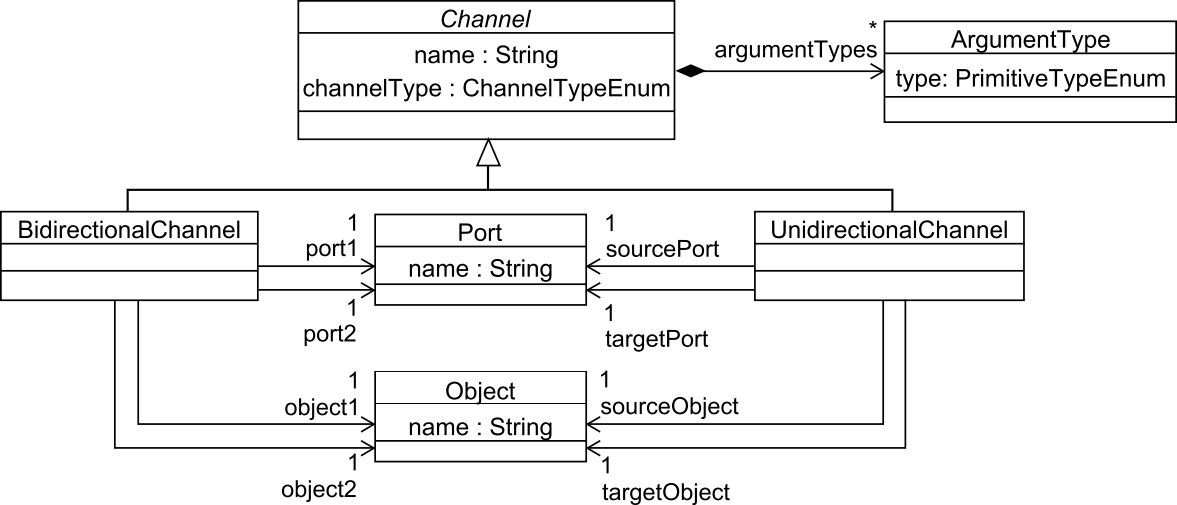 Channel
name : String
channelType : ChannelTypeEnum
*
argumentTypes
ArgumentType
type: PrimitiveTypeEnum
BidirectionalChannel
1
port1
1
port2
Port
name : String
1
sourcePort
1
targetPort
UnidirectionalChannel
1
object1
1
object2
Object
name : String
1
sourceObject
1
targetObject